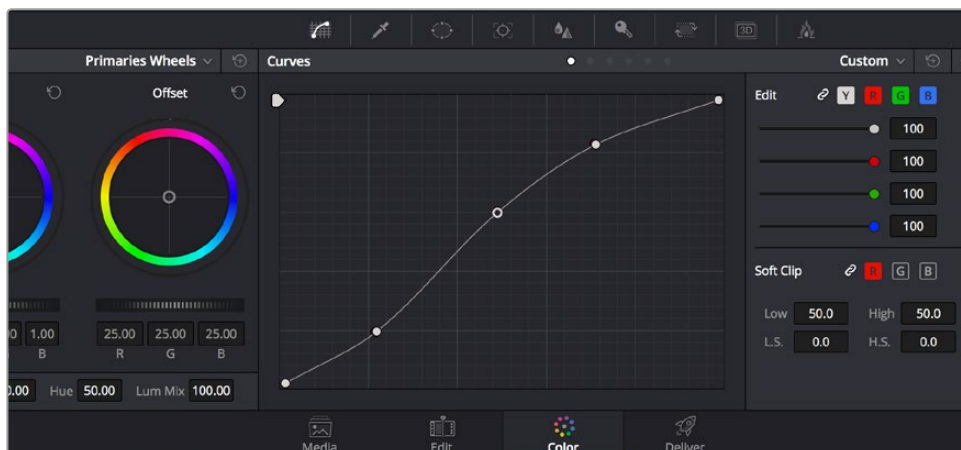 3D
Primaries Wheels
Curves
Custom
Offset
Edit
Y R G B
100
100
100
100
Soft Clip
R G B
Low 50.0 High 50.0
L.S. 0.0 H.S. 0.0
1.00 25.00 25.00 25.00
B R G B
Hue 50.00 Lum Mix 100.00
Media Edit Color Deliver